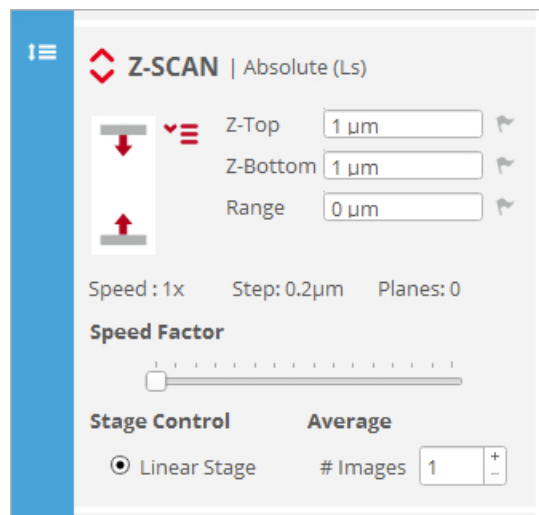 Z-SCAN | Absolute (Ls)
Z-Top 1 µm
Z-Bottom 1 µm
Range 0 µm
Speed : 1x Step: 0.2µm Planes: 0
Speed Factor
Stage Control Average
Linear Stage # Images 1 + -